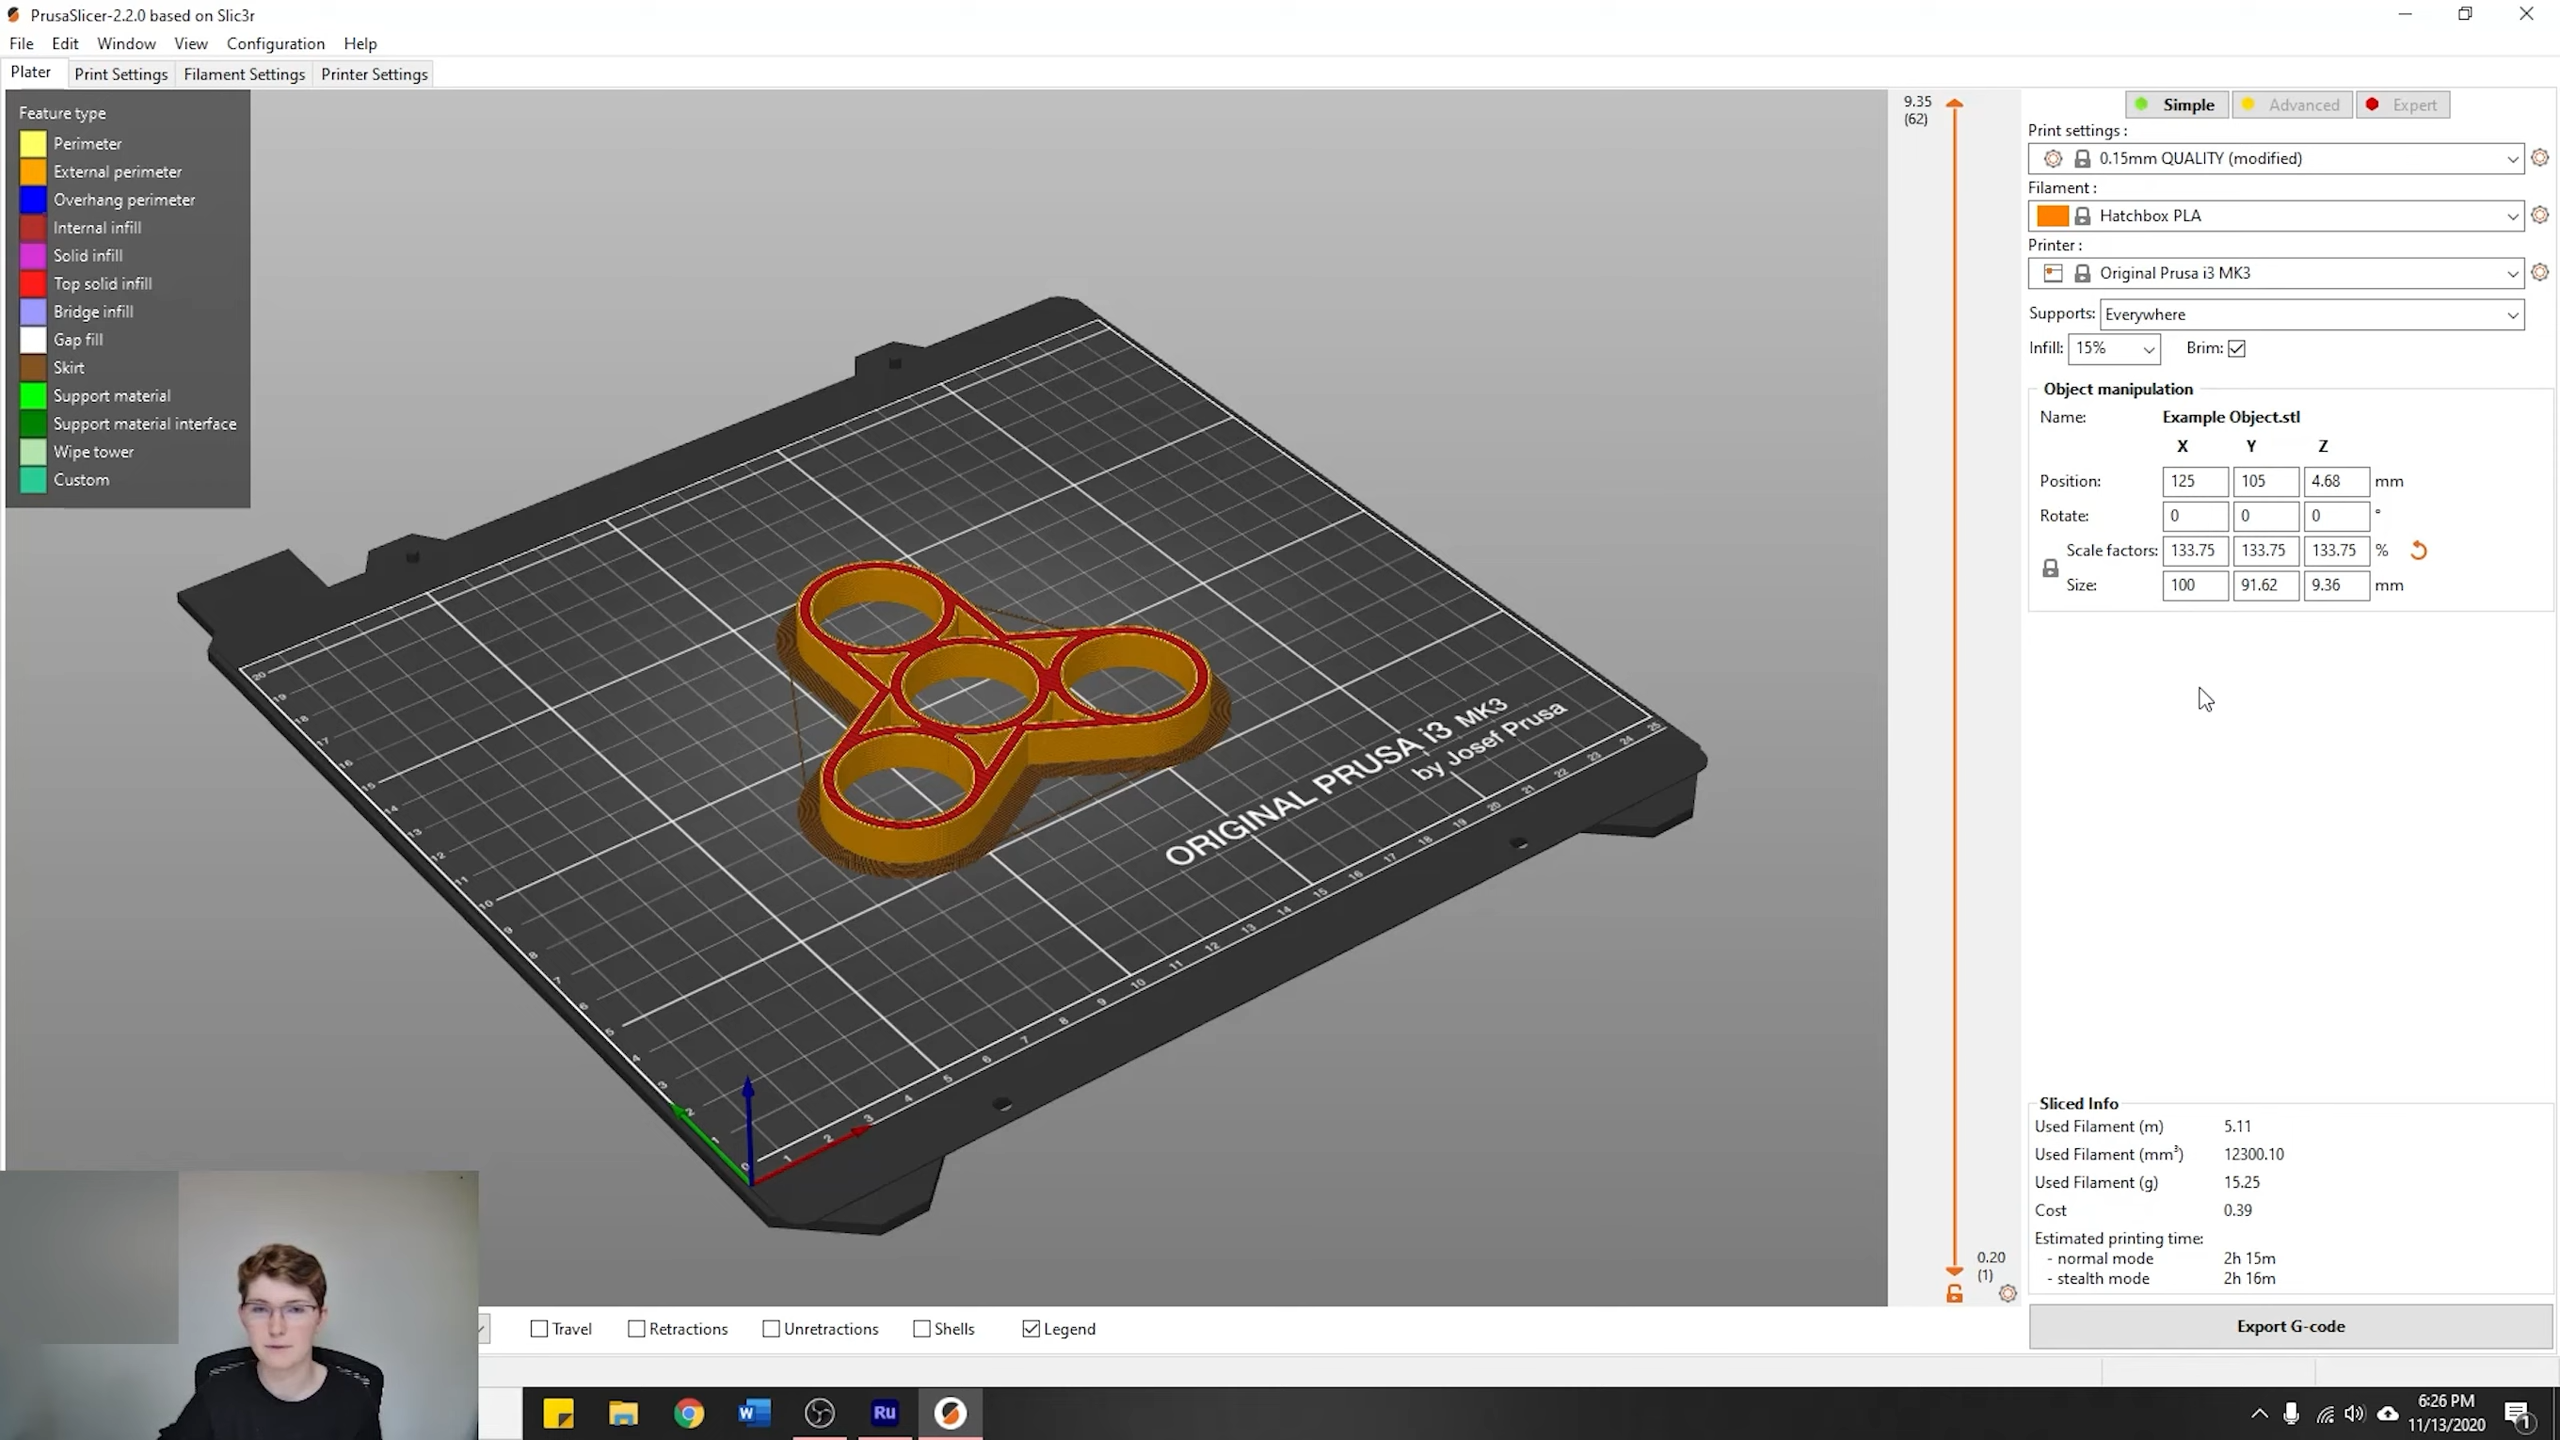 PrusaSlicer-2.2.0 based on Slic3r
File Edit Window View Configuration Help
Plater Print Settings Filament Settings Printer Settings
Feature type
Perimeter
External perimeter
Overhang perimeter
Internal infill
Solid infill
Top solid infill
Bridge infill
Gap fill
Skirt
Support material
Support material interface
Wipe tower
Custom
9.35
(62)
ORIGINAL PRUSA i3 MK3
by Josef Prusa
0.20
(1)
Simple Advanced Expert
Print settings :
0.15mm QUALITY (modified)
Filament :
Hatchbox PLA
Printer :
Original Prusa i3 MK3
Supports: Everywhere
Infill: 15% Brim:
Object manipulation
Name: Example Object.stl
X Y Z
Position: 125 105 4.68 mm
Rotate: 0 0 0 °
Scale factors: 133.75 133.75 133.75 %
Size: 100 91.62 9.36 mm
Sliced Info
Used Filament (m) 5.11
Used Filament (mm³) 12300.10
Used Filament (g) 15.25
Cost 0.39
Estimated printing time:
- normal mode 2h 15m
- stealth mode 2h 16m
Export G-code
Travel Retractions Unretractions Shells Legend
Ru
6:26 PM
11/13/2020
1